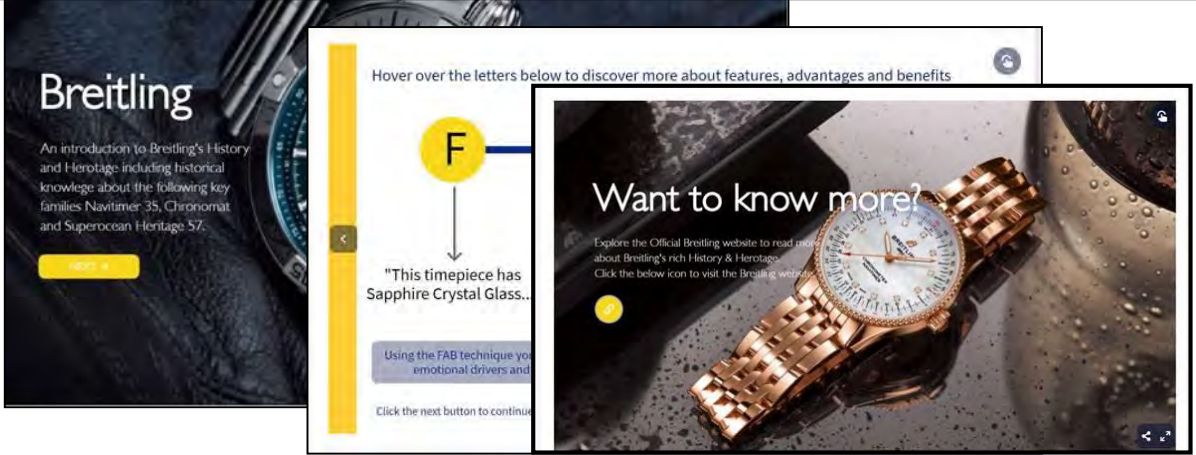 Breitling
An introduction to Breitling's History
and Herotage including historical
knowlege about the following key
families Navitimer 35, Chronomat
and Superocean Heritage 57.
NEXT
Hover over the letters below to discover more about features, advantages and benefits
F
"This timepiece has
Sapphire Crystal Glass...
Using the FAB technique you
emotional drivers and
Click the next button to continue
Want to know more?
Explore the Official Breitling website to read more
about Breitling's rich History & Herotage.
Click the below icon to visit the Breitling website.
BREITLING